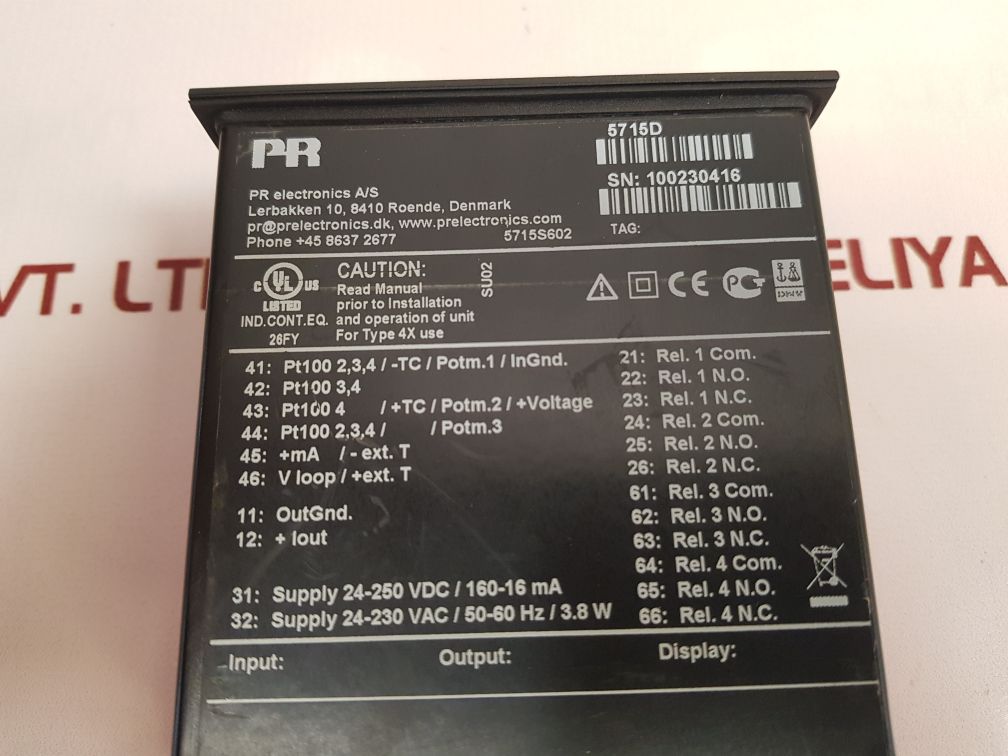 PR
5715D
SN: 100230416
TAG:
PR electronics A/S
Lerbakken 10, 8410 Roende, Denmark
pr@prelectronics.dk, www.prelectronics.com
Phone +45 8637 2677
5715S602
C UL US
LISTED
IND.CONT.EQ.
26FY
CAUTION:
Read Manual
prior to Installation
and operation of unit
For Type 4X use
SU02
CE
41: Pt100 2,3,4 / -TC / Potm.1 / InGnd.
42: Pt100 3,4
43: Pt100 4 / +TC / Potm.2 / +Voltage
44: Pt100 2,3,4 / / Potm.3
45: +mA / - ext. T
46: V loop / +ext. T
11: OutGnd.
12: + Iout
31: Supply 24-250 VDC / 160-16 mA
32: Supply 24-230 VAC / 50-60 Hz / 3.8 W
21: Rel. 1 Com.
22: Rel. 1 N.O.
23: Rel. 1 N.C.
24: Rel. 2 Com.
25: Rel. 2 N.O.
26: Rel. 2 N.C.
61: Rel. 3 Com.
62: Rel. 3 N.O.
63: Rel. 3 N.C.
64: Rel. 4 Com.
65: Rel. 4 N.O.
66: Rel. 4 N.C.
Input: Output: Display:
VT. LT
ELIYA